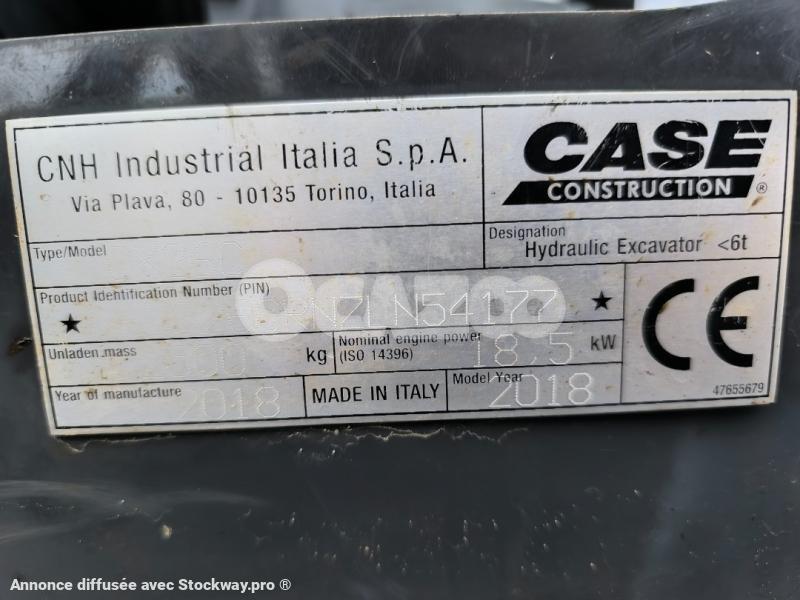 CNH Industrial Italia S.p.A.
Via Plava, 80 - 10135 Torino, Italia
CASE
CONSTRUCTION ®
Type/Model
Designation
Hydraulic Excavator <6t
Product Identification Number (PIN)
★ N7LN54177 ★
Unladen mass kg
Nominal engine power (ISO 14396) 18.5 kW
Year of manufacture 2018
MADE IN ITALY
Model Year 2018
CE
47655679
Annonce diffusée avec Stockway.pro ®